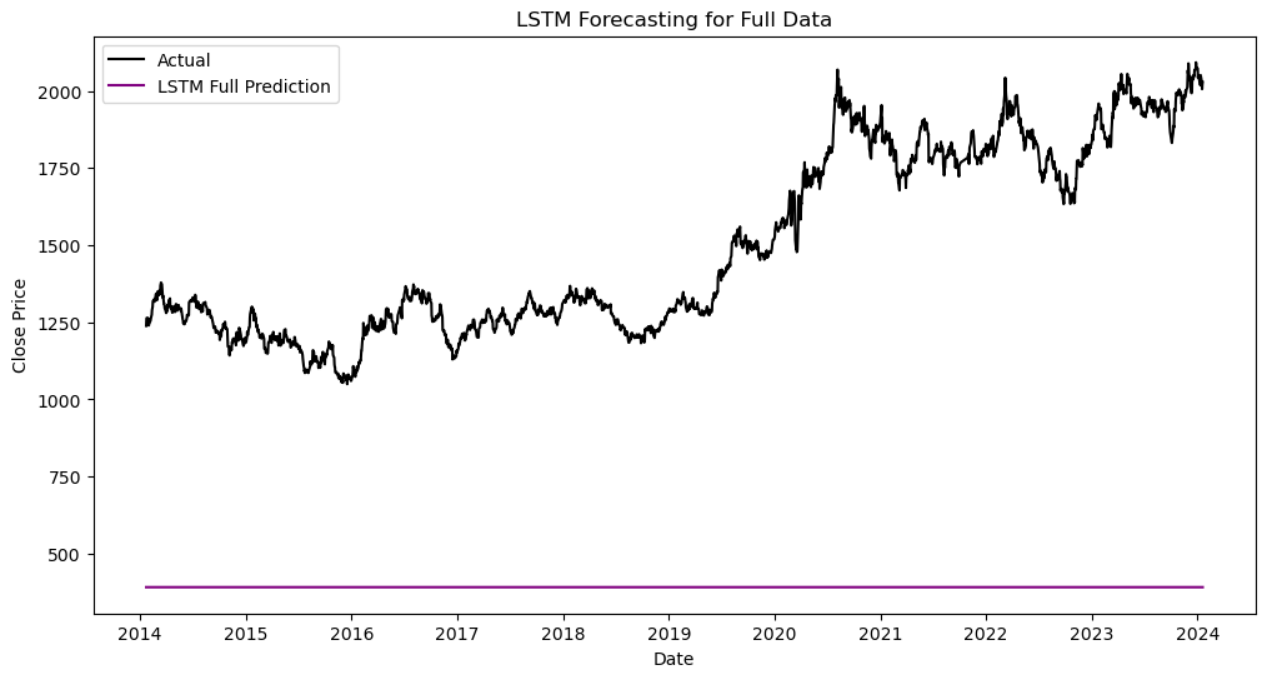 LSTM Forecasting for Full Data
Actual
LSTM Full Prediction
2000
1750
1500
1250
1000
750
500
Close Price
2014 2015 2016 2017 2018 2019 2020 2021 2022 2023 2024
Date